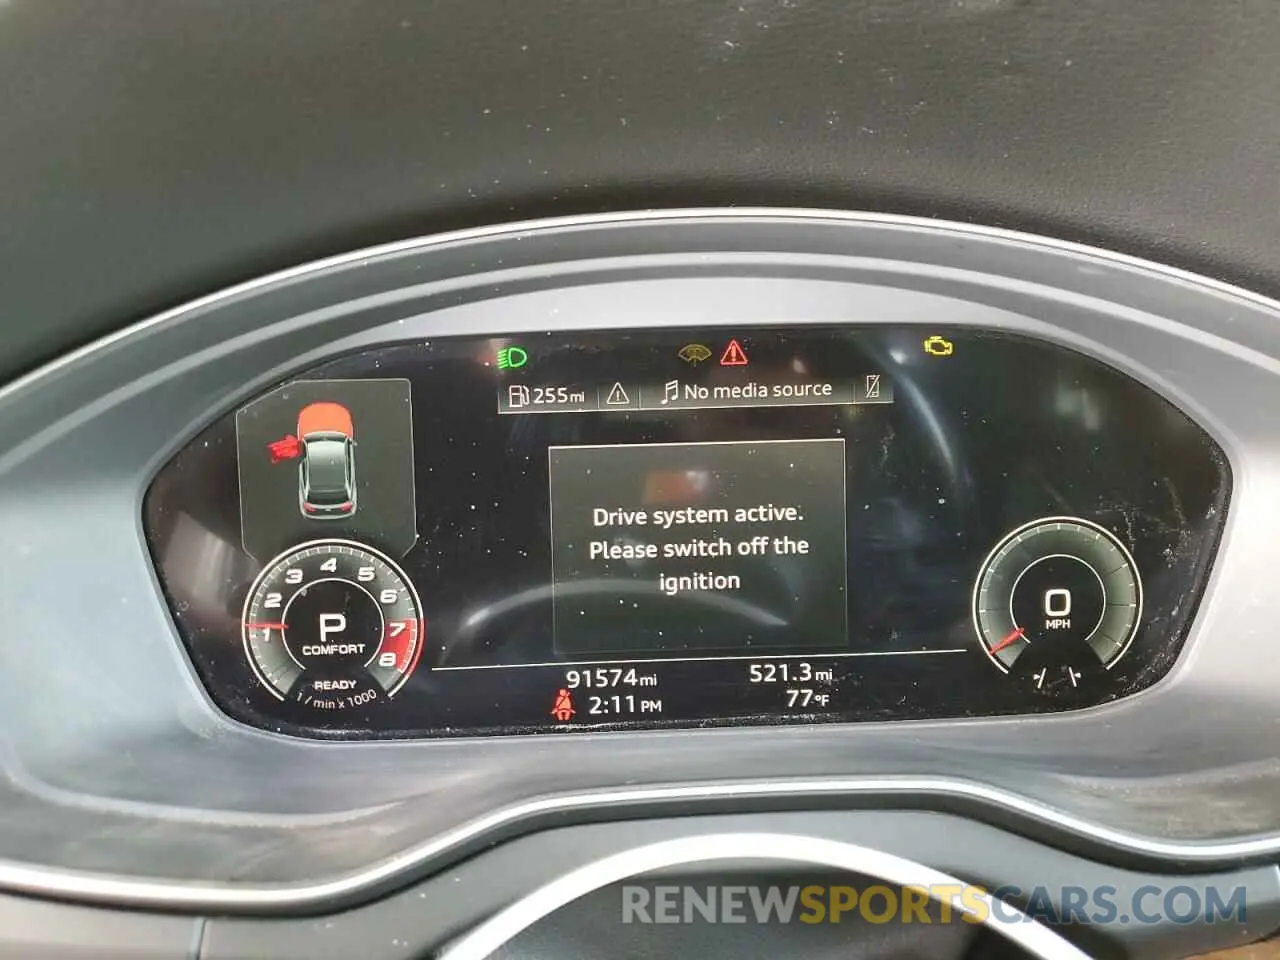 255mi
No media source
Drive system active.
Please switch off the
ignition
1 2 3 4 5 6 7 8
P
COMFORT
READY
1 / min x 1000
0
MPH
91574mi
521.3mi
2:11 PM
77°F
RENEWSPORTSCARS.COM